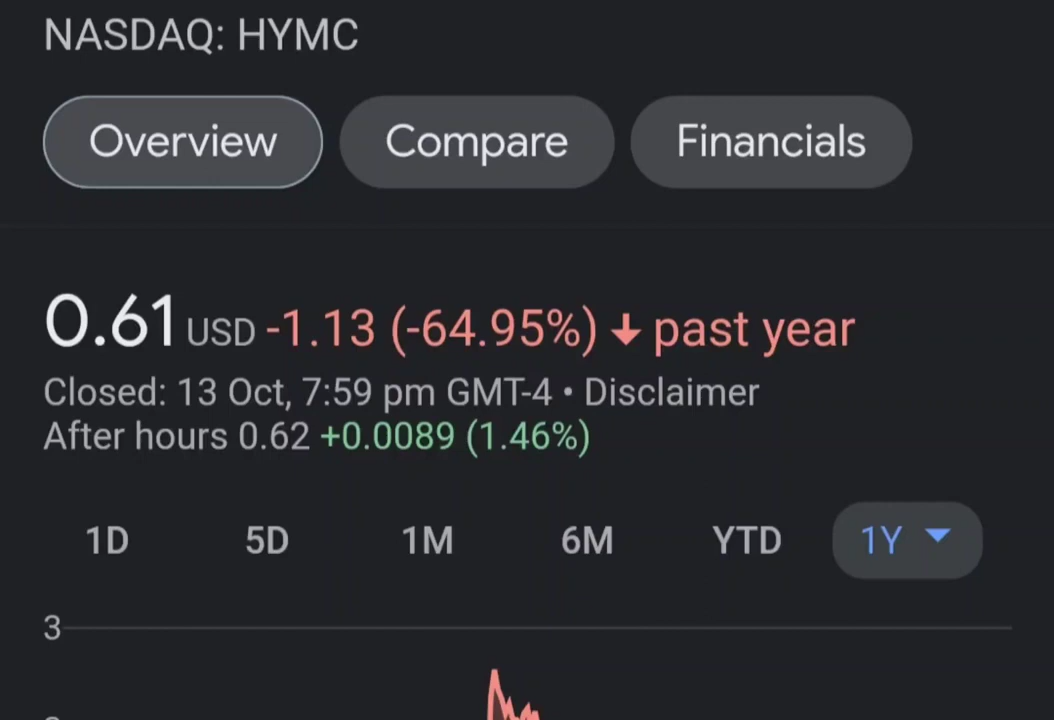 NASDAQ: HYMC
Overview Compare Financials
0.61 USD -1.13 (-64.95%) ↓ past year
Closed: 13 Oct, 7:59 pm GMT-4 • Disclaimer
After hours 0.62 +0.0089 (1.46%)
1D 5D 1M 6M YTD 1Y
3